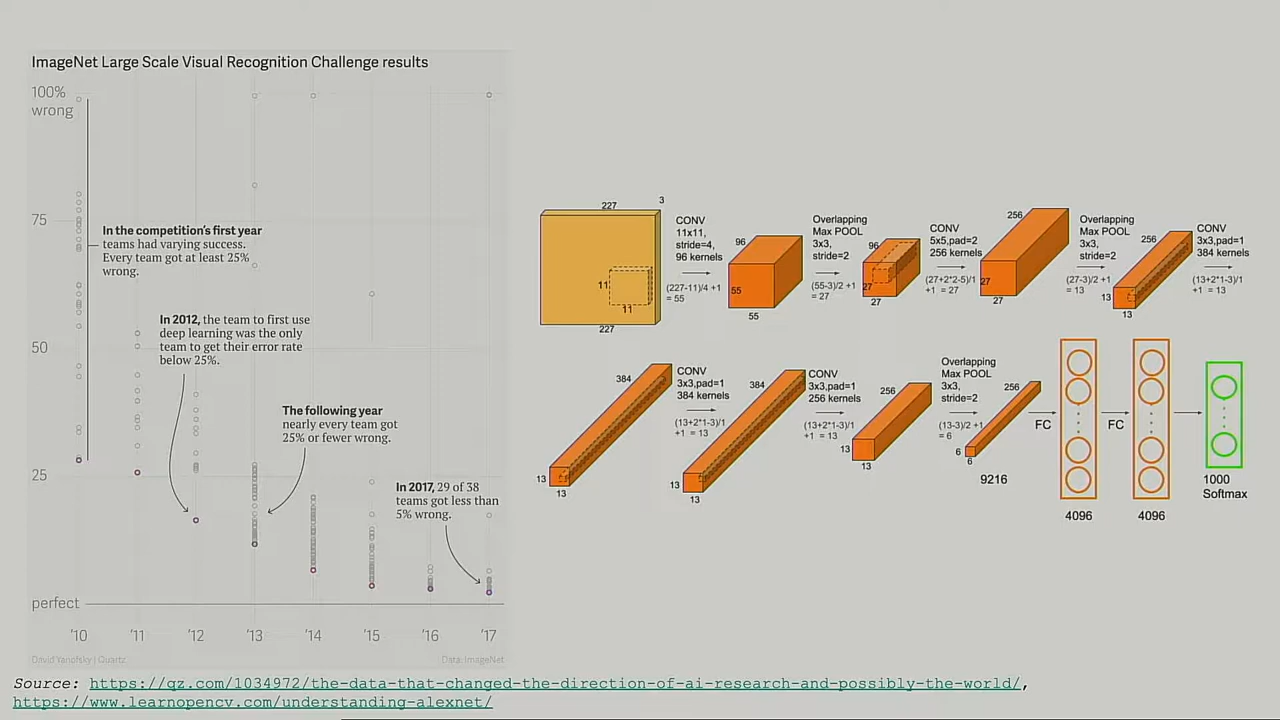 ImageNet Large Scale Visual Recognition Challenge results
100%
wrong
75
50
25
perfect
In the competition's first year
teams had varying success.
Every team got at least 25%
wrong.
In 2012, the team to first use
deep learning was the only
team to get their error rate
below 25%.
The following year
nearly every team got
25% or fewer wrong.
In 2017, 29 of 38
teams got less than
5% wrong.
'10 '11 '12 '13 '14 '15 '16 '17
David Yanofsky | Quartz
Data: ImageNet
227
3
11
11
227
CONV
11x11,
stride=4,
96 kernels
(227-11)/4 +1
= 55
96
55
55
Overlapping
Max POOL
3x3,
stride=2
(55-3)/2 +1
= 27
96
27
27
CONV
5x5,pad=2
256 kernels
(27+2*2-5)/1
+1 = 27
256
27
27
Overlapping
Max POOL
3x3,
stride=2
(27-3)/2 +1
= 13
256
13
13
CONV
3x3,pad=1
384 kernels
(13+2*1-3)/1
+1 = 13
384
13
13
CONV
3x3,pad=1
384 kernels
(13+2*1-3)/1
+1 = 13
384
13
13
CONV
3x3,pad=1
256 kernels
(13+2*1-3)/1
+1 = 13
256
13
13
Overlapping
Max POOL
3x3,
stride=2
(13-3)/2 +1
= 6
256
6
6
9216
FC
4096
FC
4096
1000
Softmax
Source: https://qz.com/1034972/the-data-that-changed-the-direction-of-ai-research-and-possibly-the-world/,
https://www.learnopencv.com/understanding-alexnet/